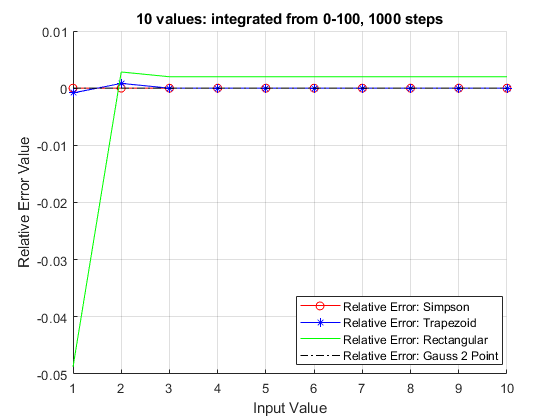 10 values: integrated from 0-100, 1000 steps
0.01
0
-0.01
-0.02
-0.03
-0.04
-0.05
Relative Error Value
Relative Error: Simpson
Relative Error: Trapezoid
Relative Error: Rectangular
Relative Error: Gauss 2 Point
1 2 3 4 5 6 7 8 9 10
Input Value